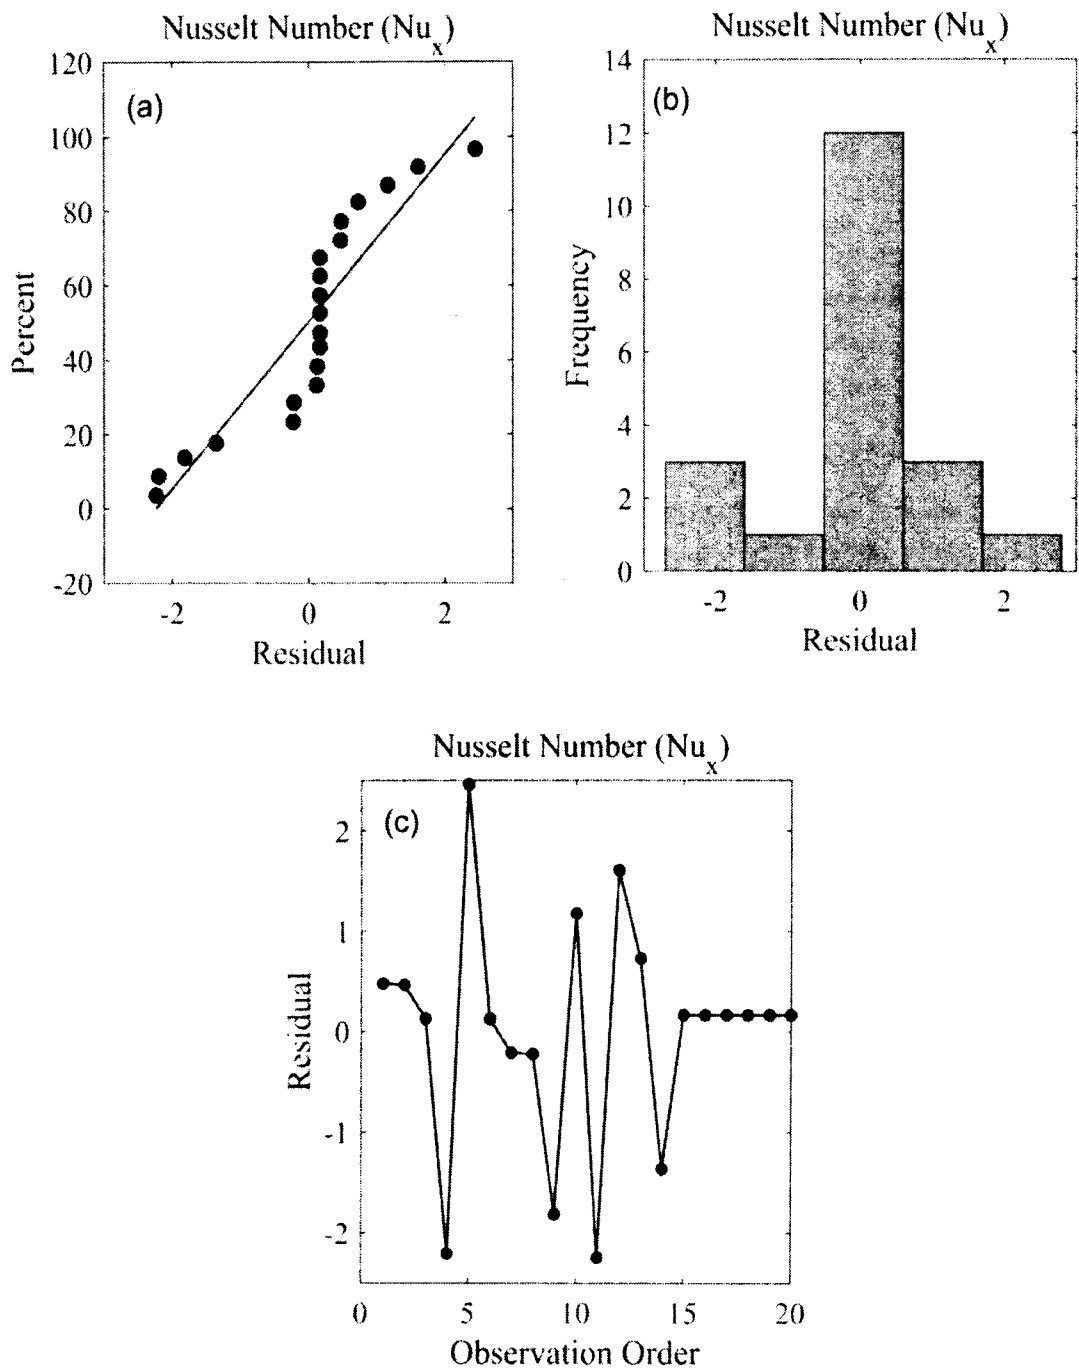 Nusselt Number (Nu_x)
120
100
80
60
40
20
0
-20
Percent
(a)
-2
0
2
Residual
Nusselt Number (Nu_x)
14
12
10
8
6
4
2
0
Frequency
(b)
-2
0
2
Residual
Nusselt Number (Nu_x)
2
1
0
-1
-2
Residual
(c)
0
5
10
15
20
Observation Order